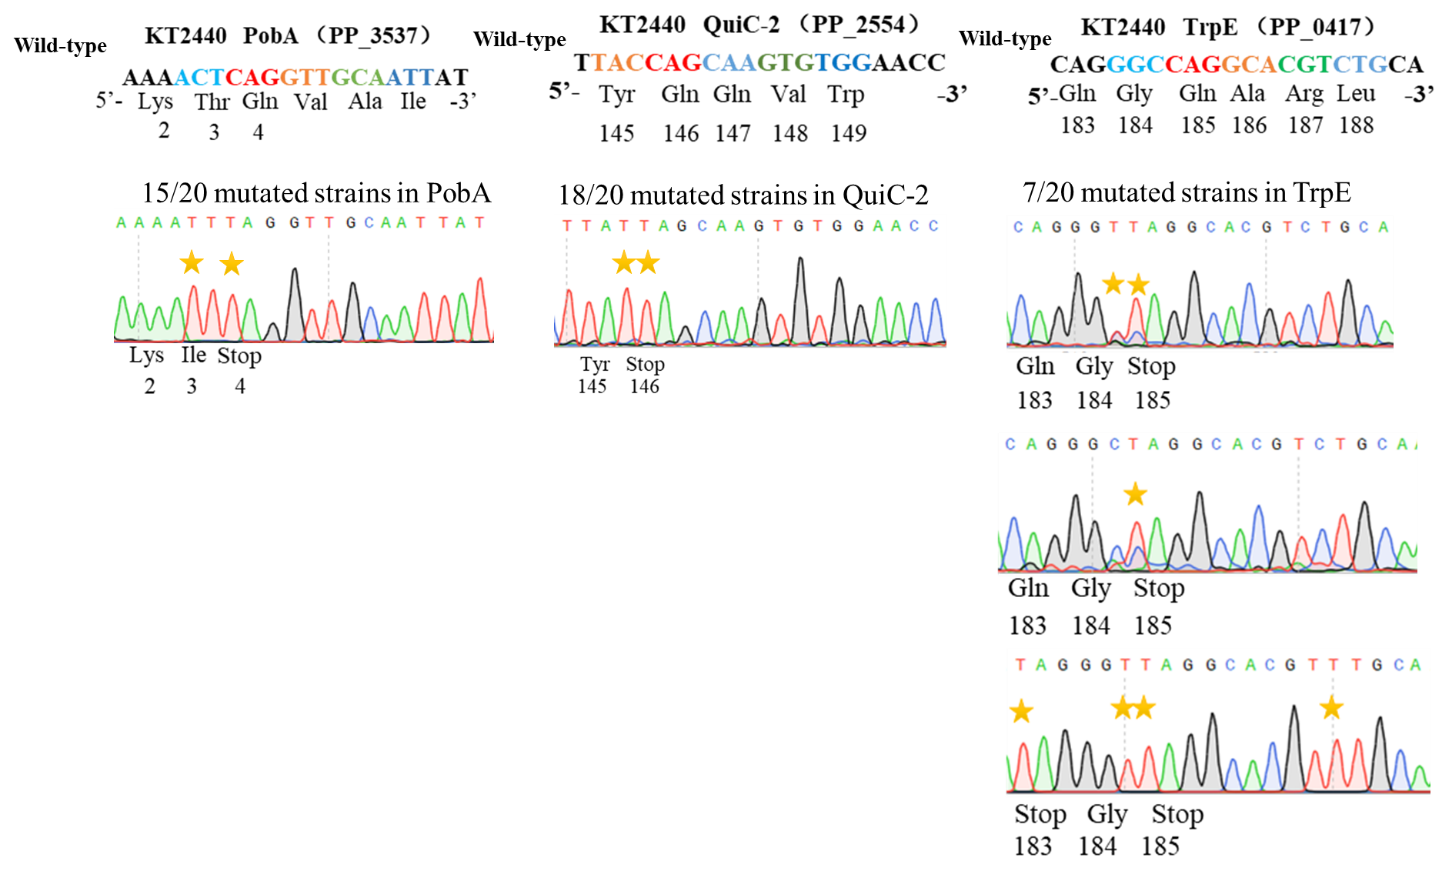 Wild-type
KT2440 PobA （PP_3537）
AAAACTCAGGTTGCAATTAT
5’- Lys Thr Gln Val Ala Ile -3’
2 3 4
15/20 mutated strains in PobA
A A A A T T T A G G T T G C A A T T A T
Lys Ile Stop
2 3 4
Wild-type
KT2440 QuiC-2 （PP_2554）
TTACCAGCAAGTGTGGAACC
5’- Tyr Gln Gln Val Trp -3’
145 146 147 148 149
18/20 mutated strains in QuiC-2
T T A T T A G C A A G T G T G G A A C C
Tyr Stop
145 146
Wild-type
KT2440 TrpE （PP_0417）
CAGGGCCAGGCACGTCTGCA
5’-Gln Gly Gln Ala Arg Leu -3’
183 184 185 186 187 188
7/20 mutated strains in TrpE
C A G G G T T A G G C A C G T C T G C A
Gln Gly Stop
183 184 185
C A G G G C T A G G C A C G T C T G C A
Gln Gly Stop
183 184 185
T A G G G T T A G G C A C G T T T G C A
Stop Gly Stop
183 184 185